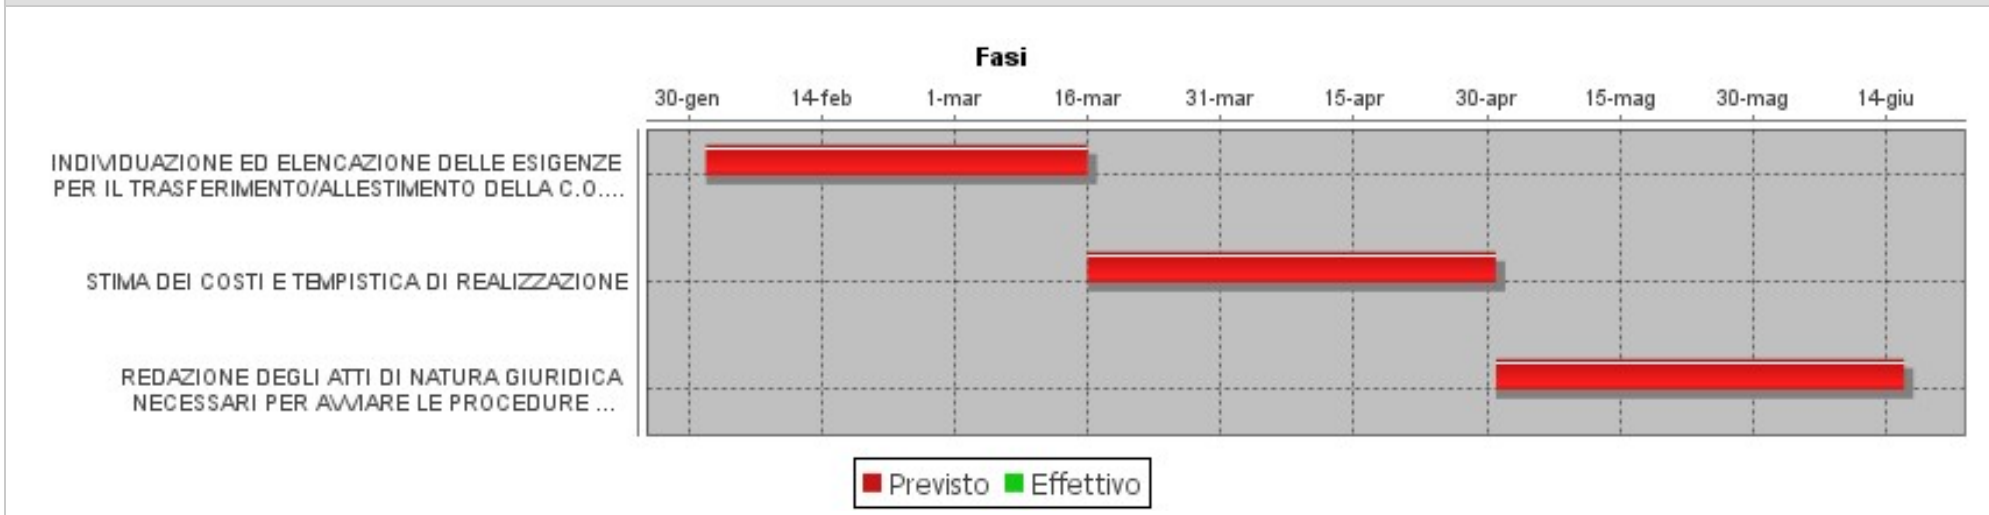 Fasi
30-gen 14-feb 1-mar 16-mar 31-mar 15-apr 30-apr 15-mag 30-mag 14-giu
INDIVIDUAZIONE ED ELENCAZIONE DELLE ESIGENZE
PER IL TRASFERIMENTO/ALLESTIMENTO DELLA C.O....
STIMA DEI COSTI E TEMPISTICA DI REALIZZAZIONE
REDAZIONE DEGLI ATTI DI NATURA GIURIDICA
NECESSARI PER AVVIARE LE PROCEDURE ...
Previsto Effettivo